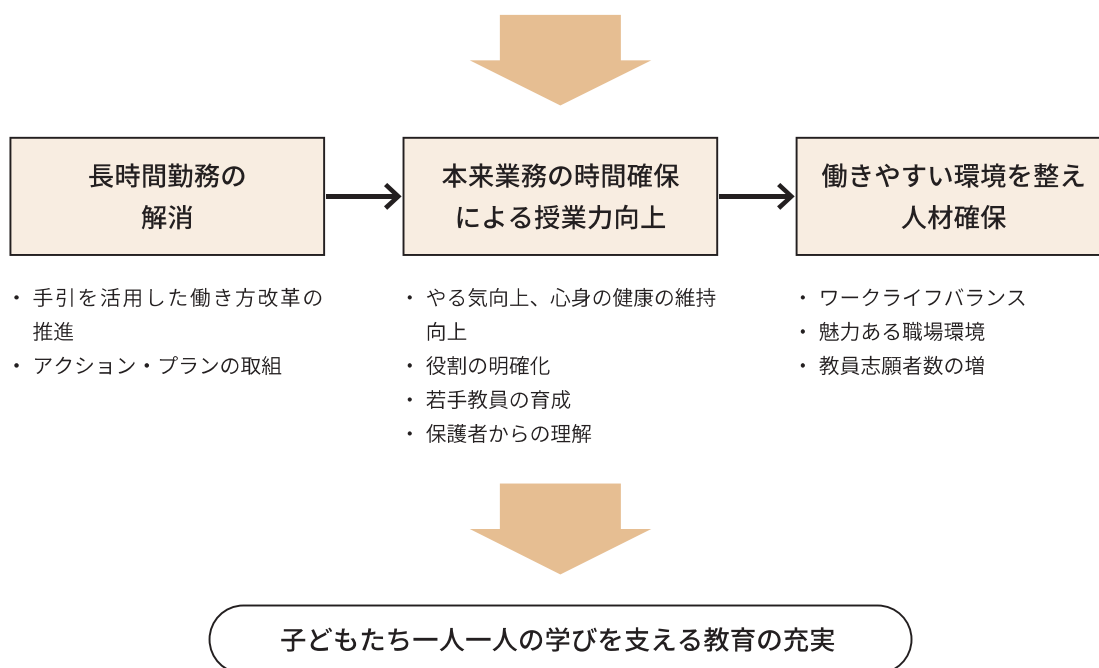 長時間勤務の
解消
本来業務の時間確保
による授業力向上
働きやすい環境を整え
人材確保
・ 手引を活用した働き方改革の
推進
・ アクション・プランの取組
・ やる気向上、心身の健康の維持
向上
・ 役割の明確化
・ 若手教員の育成
・ 保護者からの理解
・ ワークライフバランス
・ 魅力ある職場環境
・ 教員志願者数の増
子どもたち一人一人の学びを支える教育の充実